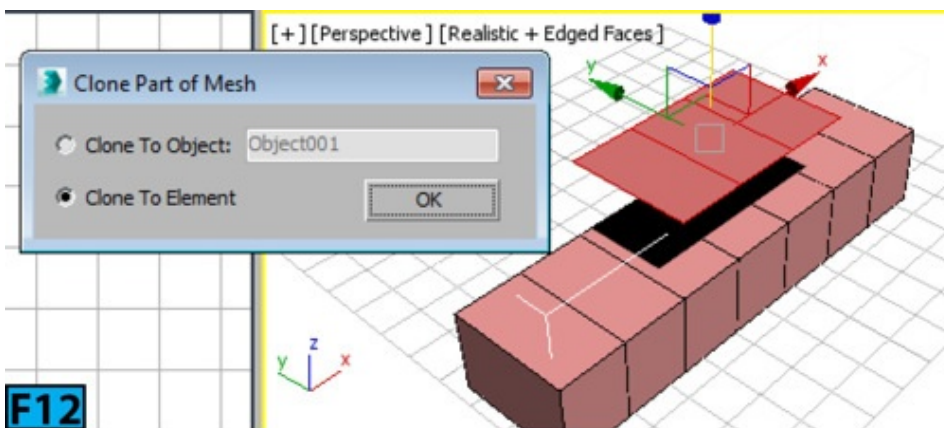 [+] [Perspective] [Realistic + Edged Faces]
Clone Part of Mesh
Clone To Object: Object001
Clone To Element
OK
y
x
z
y
x
F12